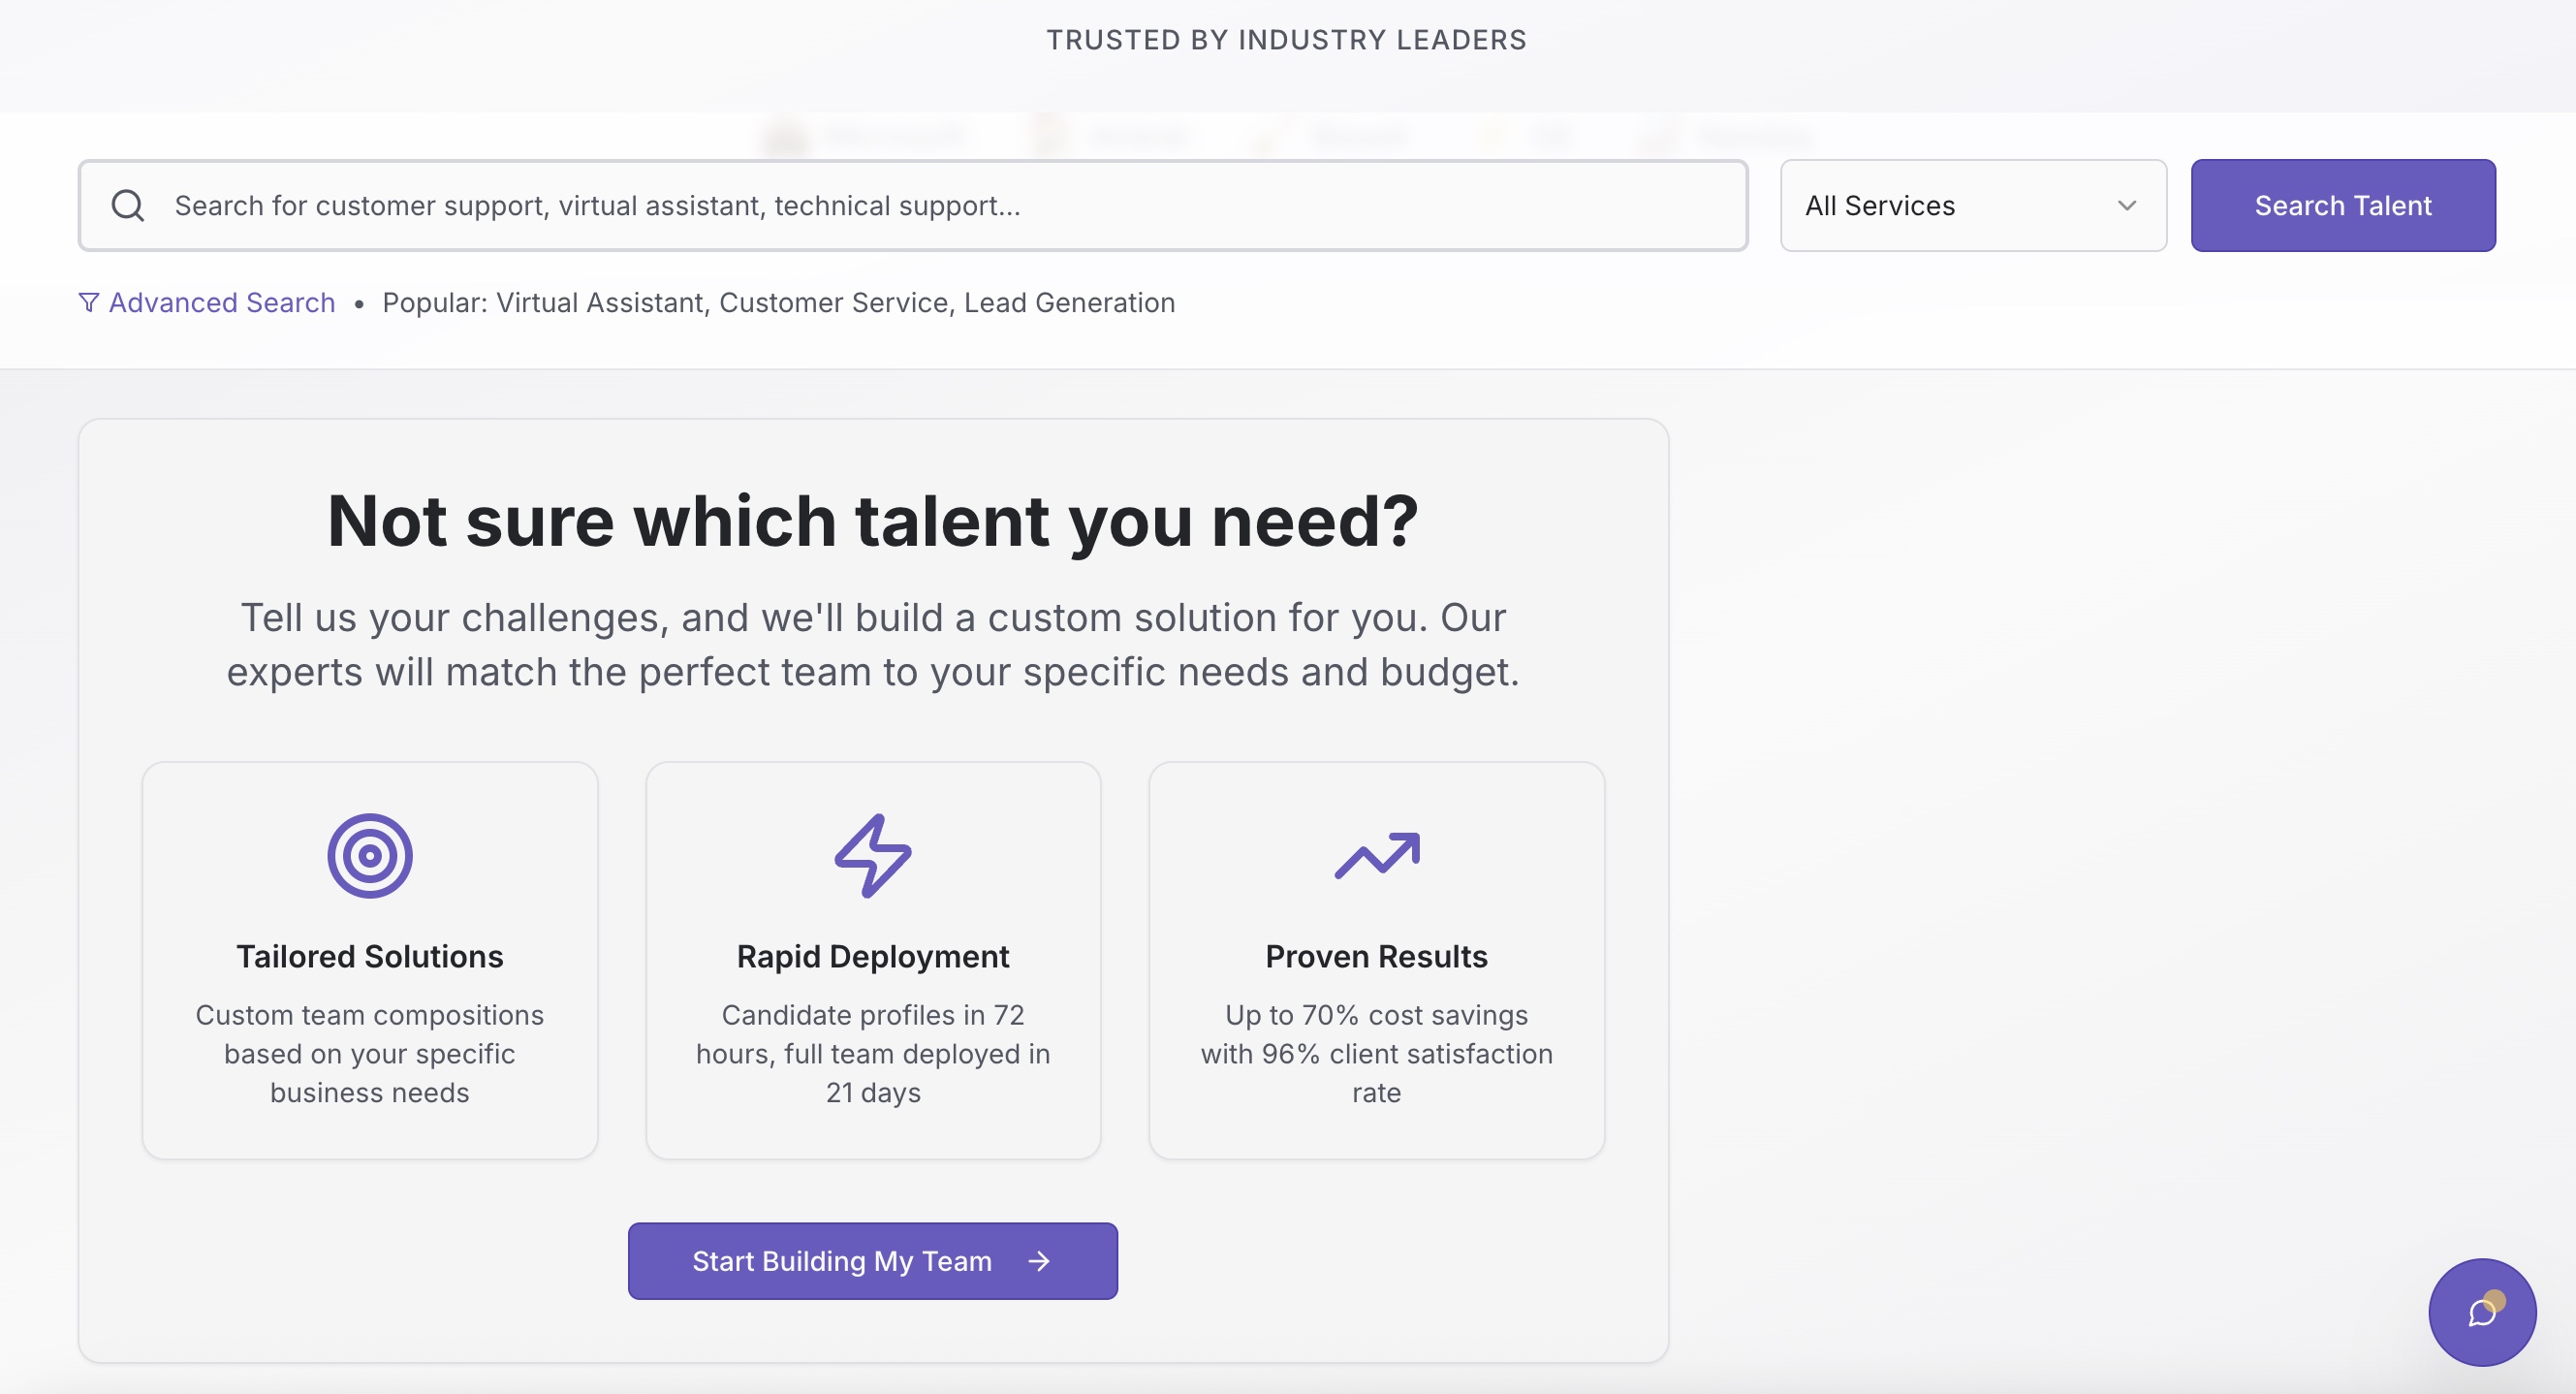 TRUSTED BY INDUSTRY LEADERS
Search for customer support, virtual assistant, technical support...
All Services
Search Talent
Advanced Search • Popular: Virtual Assistant, Customer Service, Lead Generation
Not sure which talent you need?
Tell us your challenges, and we'll build a custom solution for you. Our
experts will match the perfect team to your specific needs and budget.
Tailored Solutions
Custom team compositions
based on your specific
business needs
Rapid Deployment
Candidate profiles in 72
hours, full team deployed in
21 days
Proven Results
Up to 70% cost savings
with 96% client satisfaction
rate
Start Building My Team